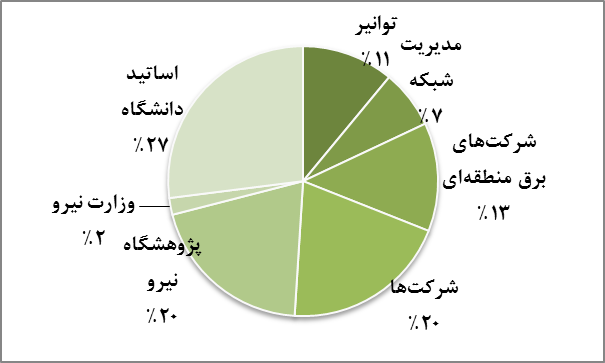 توانیر
٪۱۱
مدیریت
شبکه
٪۷
شرکت‌های
برق منطقه‌ای
٪۱۳
شرکت‌ها
٪۲۰
پژوهشگاه
نیرو
٪۲۰
وزارت نیرو
٪۲
اساتید
دانشگاه
٪۲۷